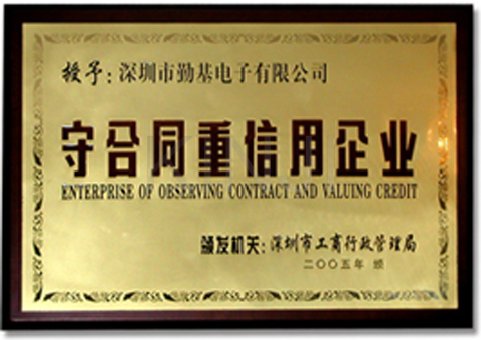 授予：深圳市勤基电子有限公司
守合同重信用企业
ENTERPRISE OF OBSERVING CONTRACT AND VALUING CREDIT
颁发机关：深圳市工商行政管理局
二〇〇五年 颁